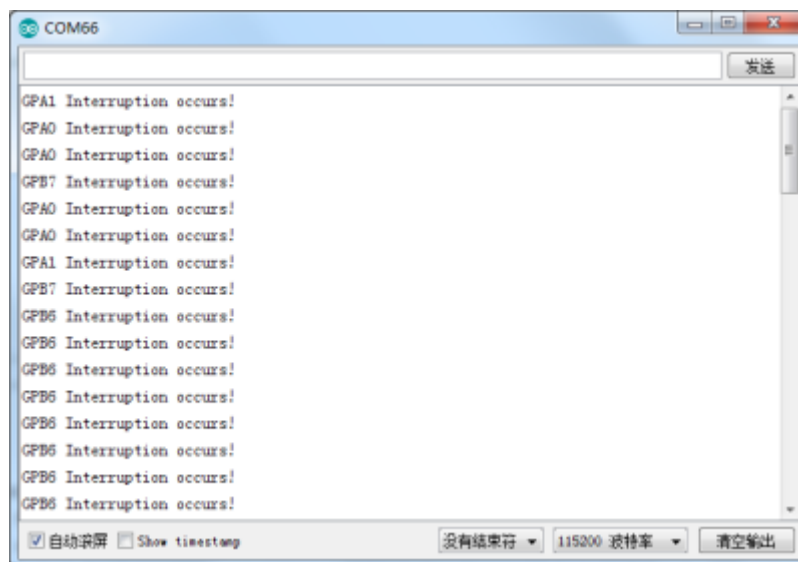 COM66
发送
GPA1 Interruption occurs!
GPA0 Interruption occurs!
GPA0 Interruption occurs!
GPB7 Interruption occurs!
GPA0 Interruption occurs!
GPA0 Interruption occurs!
GPA1 Interruption occurs!
GPB7 Interruption occurs!
GPB6 Interruption occurs!
GPB6 Interruption occurs!
GPB6 Interruption occurs!
GPB6 Interruption occurs!
GPB6 Interruption occurs!
GPB6 Interruption occurs!
GPB6 Interruption occurs!
GPB6 Interruption occurs!
自动滚屏 Show timestamp 没有结束符 115200 波特率 清空输出